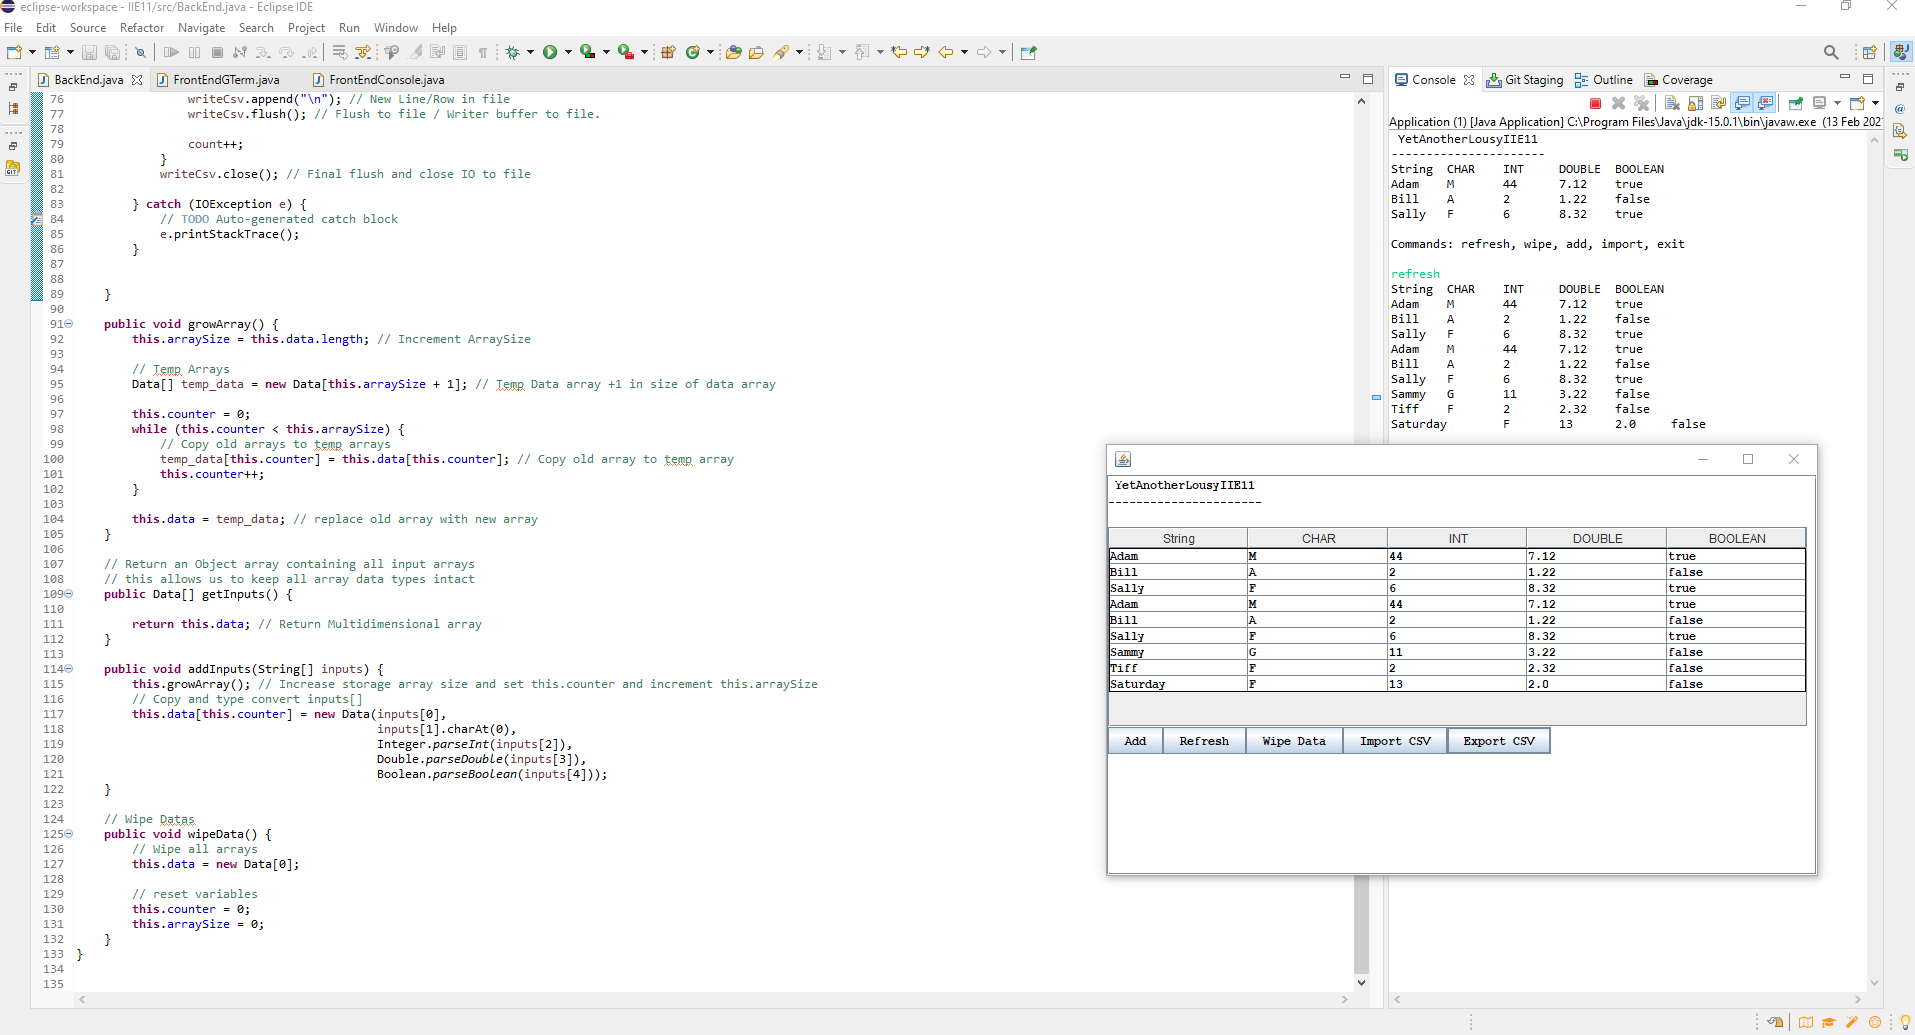 eclipse-workspace - IIE11/src/BackEnd.java - Eclipse IDE
File Edit Source Refactor Navigate Search Project Run Window Help
BackEnd.java FrontEndGTerm.java FrontEndConsole.java
76 writeCsv.append("\n"); // New Line/Row in file
77 writeCsv.flush(); // Flush to file / Writer buffer to file.
78
79 count++;
80 }
81 writeCsv.close(); // Final flush and close IO to file
82
83 } catch (IOException e) {
84 // TODO Auto-generated catch block
85 e.printStackTrace();
86 }
87
88
89 }
90
91 public void growArray() {
92 this.arraySize = this.data.length; // Increment ArraySize
93
94 // Temp Arrays
95 Data[] temp_data = new Data[this.arraySize + 1]; // Temp Data array +1 in size of data array
96
97 this.counter = 0;
98 while (this.counter < this.arraySize) {
99 // Copy old arrays to temp arrays
100 temp_data[this.counter] = this.data[this.counter]; // Copy old array to temp array
101 this.counter++;
102 }
103
104 this.data = temp_data; // replace old array with new array
105 }
106
107 // Return an Object array containing all input arrays
108 // this allows us to keep all array data types intact
109 public Data[] getInputs() {
110
111 return this.data; // Return Multidimensional array
112 }
113
114 public void addInputs(String[] inputs) {
115 this.growArray(); // Increase storage array size and set this.counter and increment this.arraySize
116 // Copy and type convert inputs[]
117 this.data[this.counter] = new Data(inputs[0],
118 inputs[1].charAt(0),
119 Integer.parseInt(inputs[2]),
120 Double.parseDouble(inputs[3]),
121 Boolean.parseBoolean(inputs[4]));
122 }
123
124 // Wipe Datas
125 public void wipeData() {
126 // Wipe all arrays
127 this.data = new Data[0];
128
129 // reset variables
130 this.counter = 0;
131 this.arraySize = 0;
132 }
133 }
134
135
Console Git Staging Outline Coverage
Application (1) [Java Application] C:\Program Files\Java\jdk-15.0.1\bin\javaw.exe (13 Feb 202
YetAnotherLousyIIE11
----------------------
String CHAR INT DOUBLE BOOLEAN
Adam M 44 7.12 true
Bill A 2 1.22 false
Sally F 6 8.32 true
Commands: refresh, wipe, add, import, exit
refresh
String CHAR INT DOUBLE BOOLEAN
Adam M 44 7.12 true
Bill A 2 1.22 false
Sally F 6 8.32 true
Adam M 44 7.12 true
Bill A 2 1.22 false
Sally F 6 8.32 true
Sammy G 11 3.22 false
Tiff F 2 2.32 false
Saturday F 13 2.0 false
YetAnotherLousyIIE11
----------------------
String CHAR INT DOUBLE BOOLEAN
Adam M 44 7.12 true
Bill A 2 1.22 false
Sally F 6 8.32 true
Adam M 44 7.12 true
Bill A 2 1.22 false
Sally F 6 8.32 true
Sammy G 11 3.22 false
Tiff F 2 2.32 false
Saturday F 13 2.0 false
Add Refresh Wipe Data Import CSV Export CSV